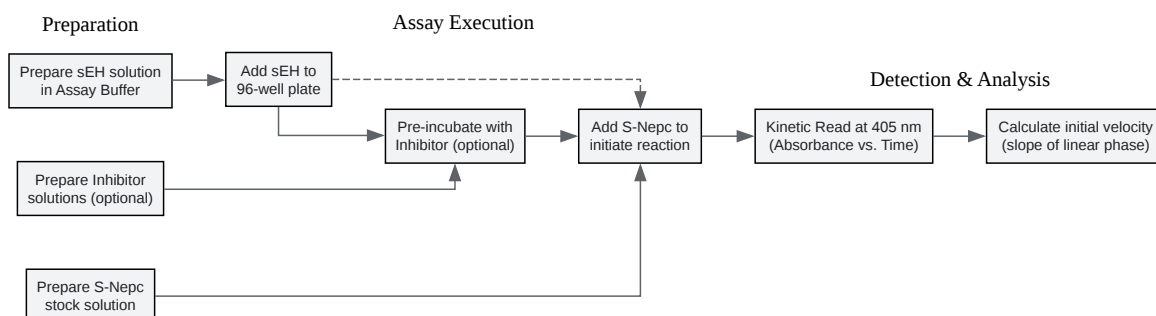 Preparation
Assay Execution
Detection & Analysis
Prepare sEH solution
in Assay Buffer
Add sEH to
96-well plate
Pre-incubate with
Inhibitor (optional)
Add S-Nepc to
initiate reaction
Kinetic Read at 405 nm
(Absorbance vs. Time)
Calculate initial velocity
(slope of linear phase)
Prepare Inhibitor
solutions (optional)
Prepare S-Nepc
stock solution